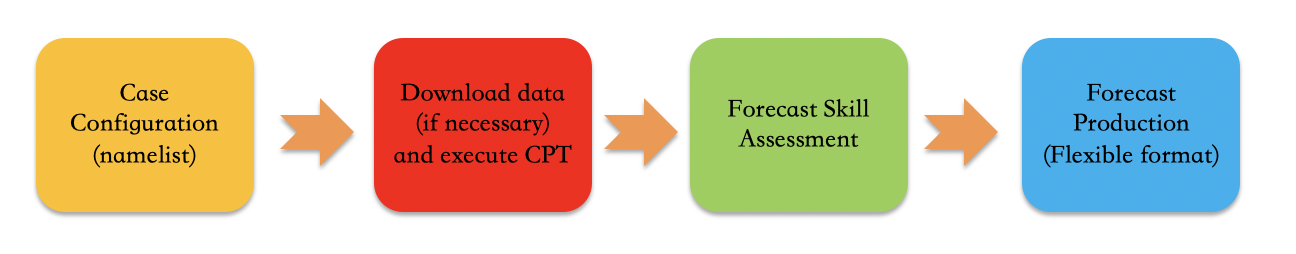 Case
Configuration
(namelist)
Download data
(if necessary)
and execute CPT
Forecast Skill
Assessment
Forecast
Production
(Flexible format)